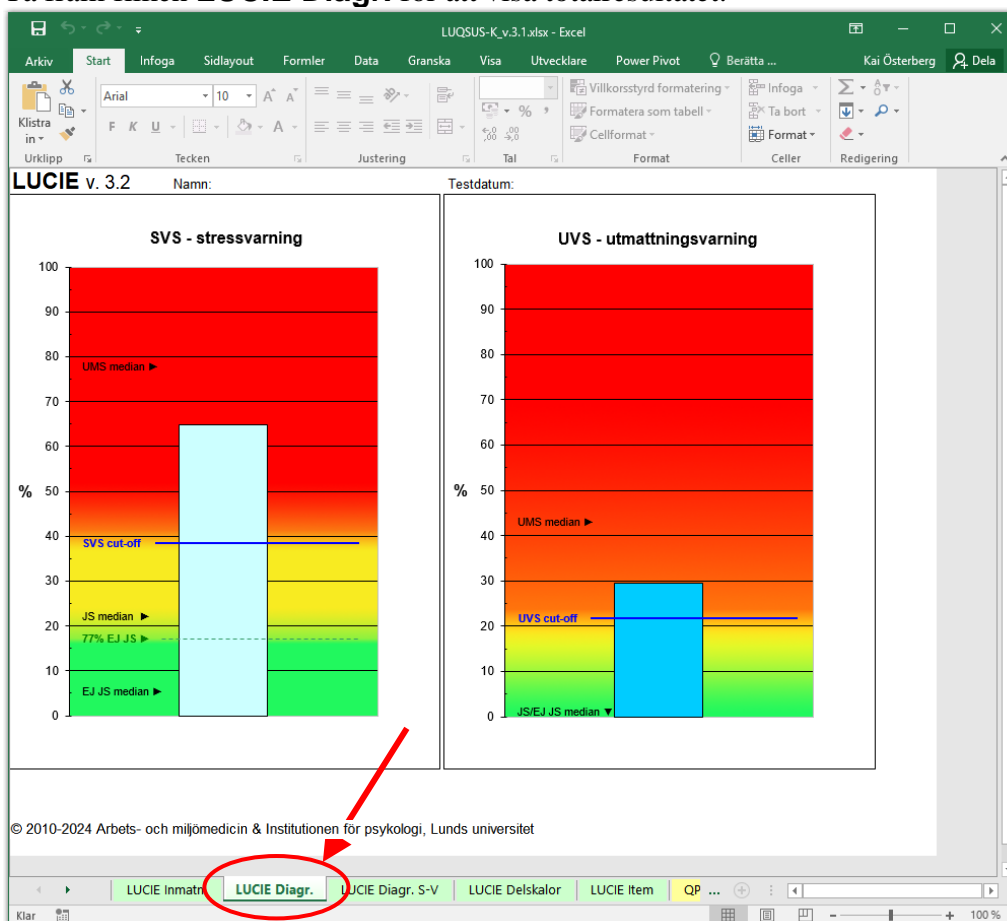 LUQSUS-K_v.3.1.xlsx - Excel
Arkiv Start Infoga Sidlayout Formler Data Granska Visa Utvecklare Power Pivot Berätta ... Kai Österberg Dela
Klistra in
Arial 10 A A
F K U A
% ,
Villkorsstyrd formatering
Formatera som tabell
Cellformat
Infoga
Ta bort
Format
Urklipp Tecken Justering Tal Format Celler Redigering
LUCIE v. 3.2 Namn: Testdatum:
SVS - stressvarning
100
90
80
UMS median ►
70
60
% 50
40
SVS cut-off
30
JS median ►
20
77% EJ JS ►
10
EJ JS median ►
0
UVS - utmattningsvarning
100
90
80
70
60
% 50
UMS median ►
40
30
UVS cut-off
20
10
JS/EJ JS median ▼
0
© 2010-2024 Arbets- och miljömedicin & Institutionen för psykologi, Lunds universitet
LUCIE Inmatn LUCIE Diagr. LUCIE Diagr. S-V LUCIE Delskalor LUCIE Item QP ...
Klar 100 %